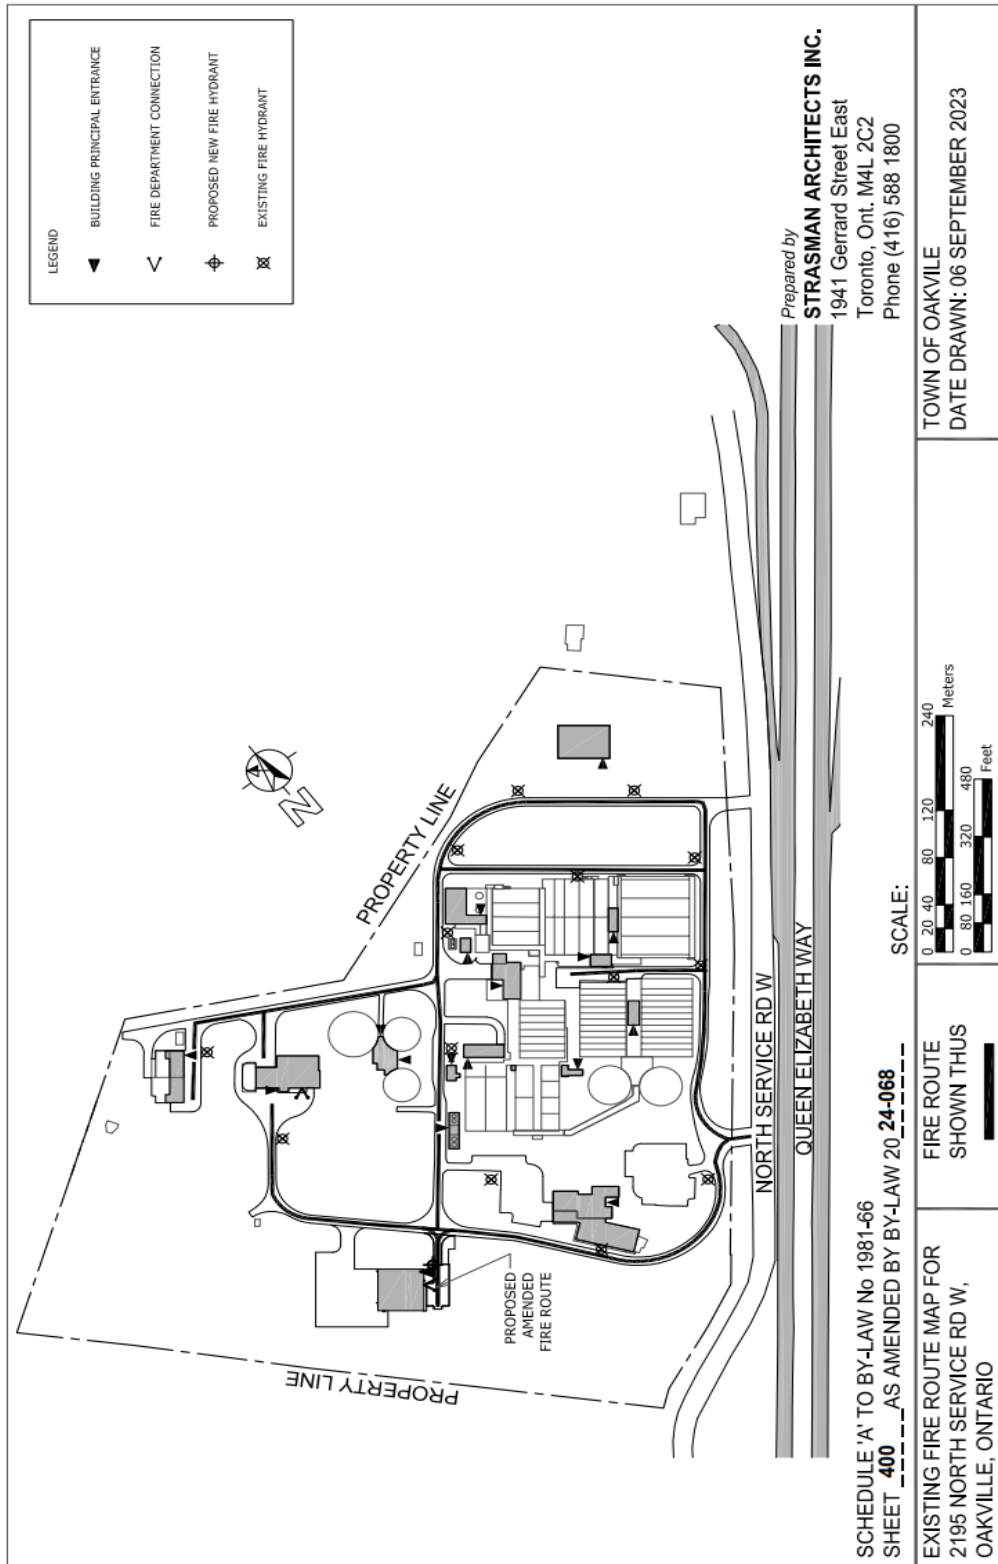 LEGEND
BUILDING PRINCIPAL ENTRANCE
FIRE DEPARTMENT CONNECTION
PROPOSED NEW FIRE HYDRANT
EXISTING FIRE HYDRANT
N
PROPERTY LINE
PROPERTY LINE
PROPOSED
AMENDED
FIRE ROUTE
NORTH SERVICE RD W
QUEEN ELIZABETH WAY
Prepared by
STRASMAN ARCHITECTS INC.
1941 Gerrard Street East
Toronto, Ont. M4L 2C2
Phone (416) 588 1800
SCHEDULE 'A' TO BY-LAW No 1981-66
SHEET 400 AS AMENDED BY BY-LAW 20 24-068
SCALE:
0 20 40 80 120 240
Meters
0 80 160 320 480
Feet
EXISTING FIRE ROUTE MAP FOR
2195 NORTH SERVICE RD W,
OAKVILLE, ONTARIO
FIRE ROUTE
SHOWN THUS
TOWN OF OAKVILE
DATE DRAWN: 06 SEPTEMBER 2023